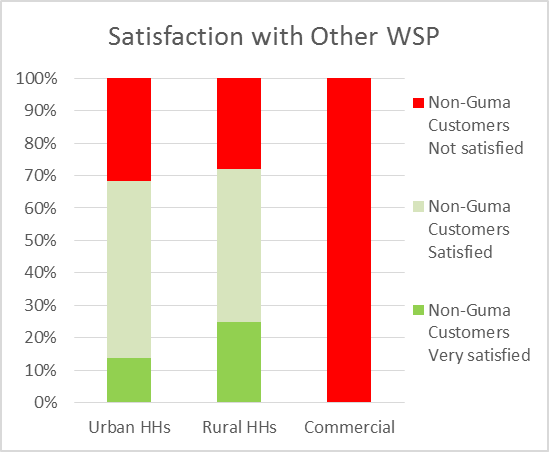 Satisfaction with Other WSP
100%
90%
80%
70%
60%
50%
40%
30%
20%
10%
0%
Urban HHs
Rural HHs
Commercial
Non-Guma
Customers
Not satisfied
Non-Guma
Customers
Satisfied
Non-Guma
Customers
Very satisfied